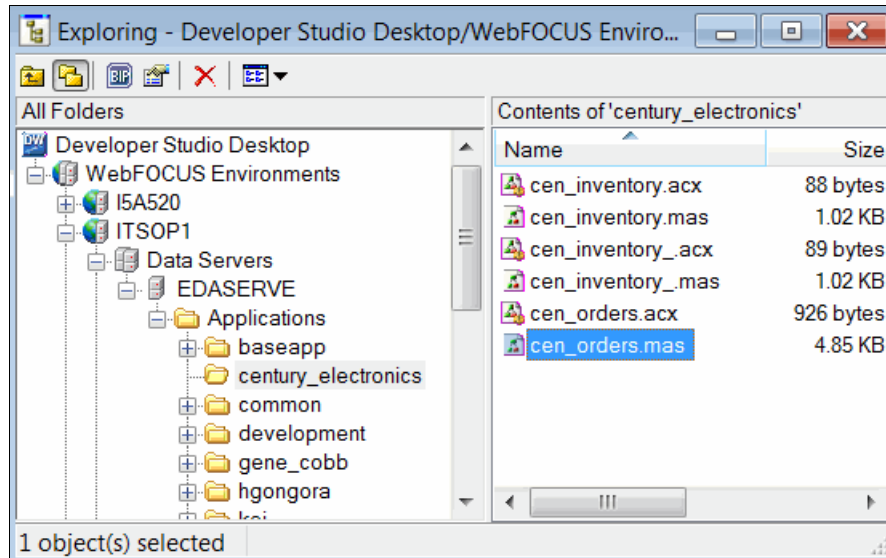 Exploring - Developer Studio Desktop/WebFOCUS Enviro...
BIP
All Folders
Contents of 'century_electronics'
Developer Studio Desktop
WebFOCUS Environments
I5A520
ITSOP1
Data Servers
EDASERVE
Applications
baseapp
century_electronics
common
development
gene_cobb
hgongora
Name Size
cen_inventory.acx 88 bytes
cen_inventory.mas 1.02 KB
cen_inventory_.acx 89 bytes
cen_inventory_.mas 1.02 KB
cen_orders.acx 926 bytes
cen_orders.mas 4.85 KB
1 object(s) selected